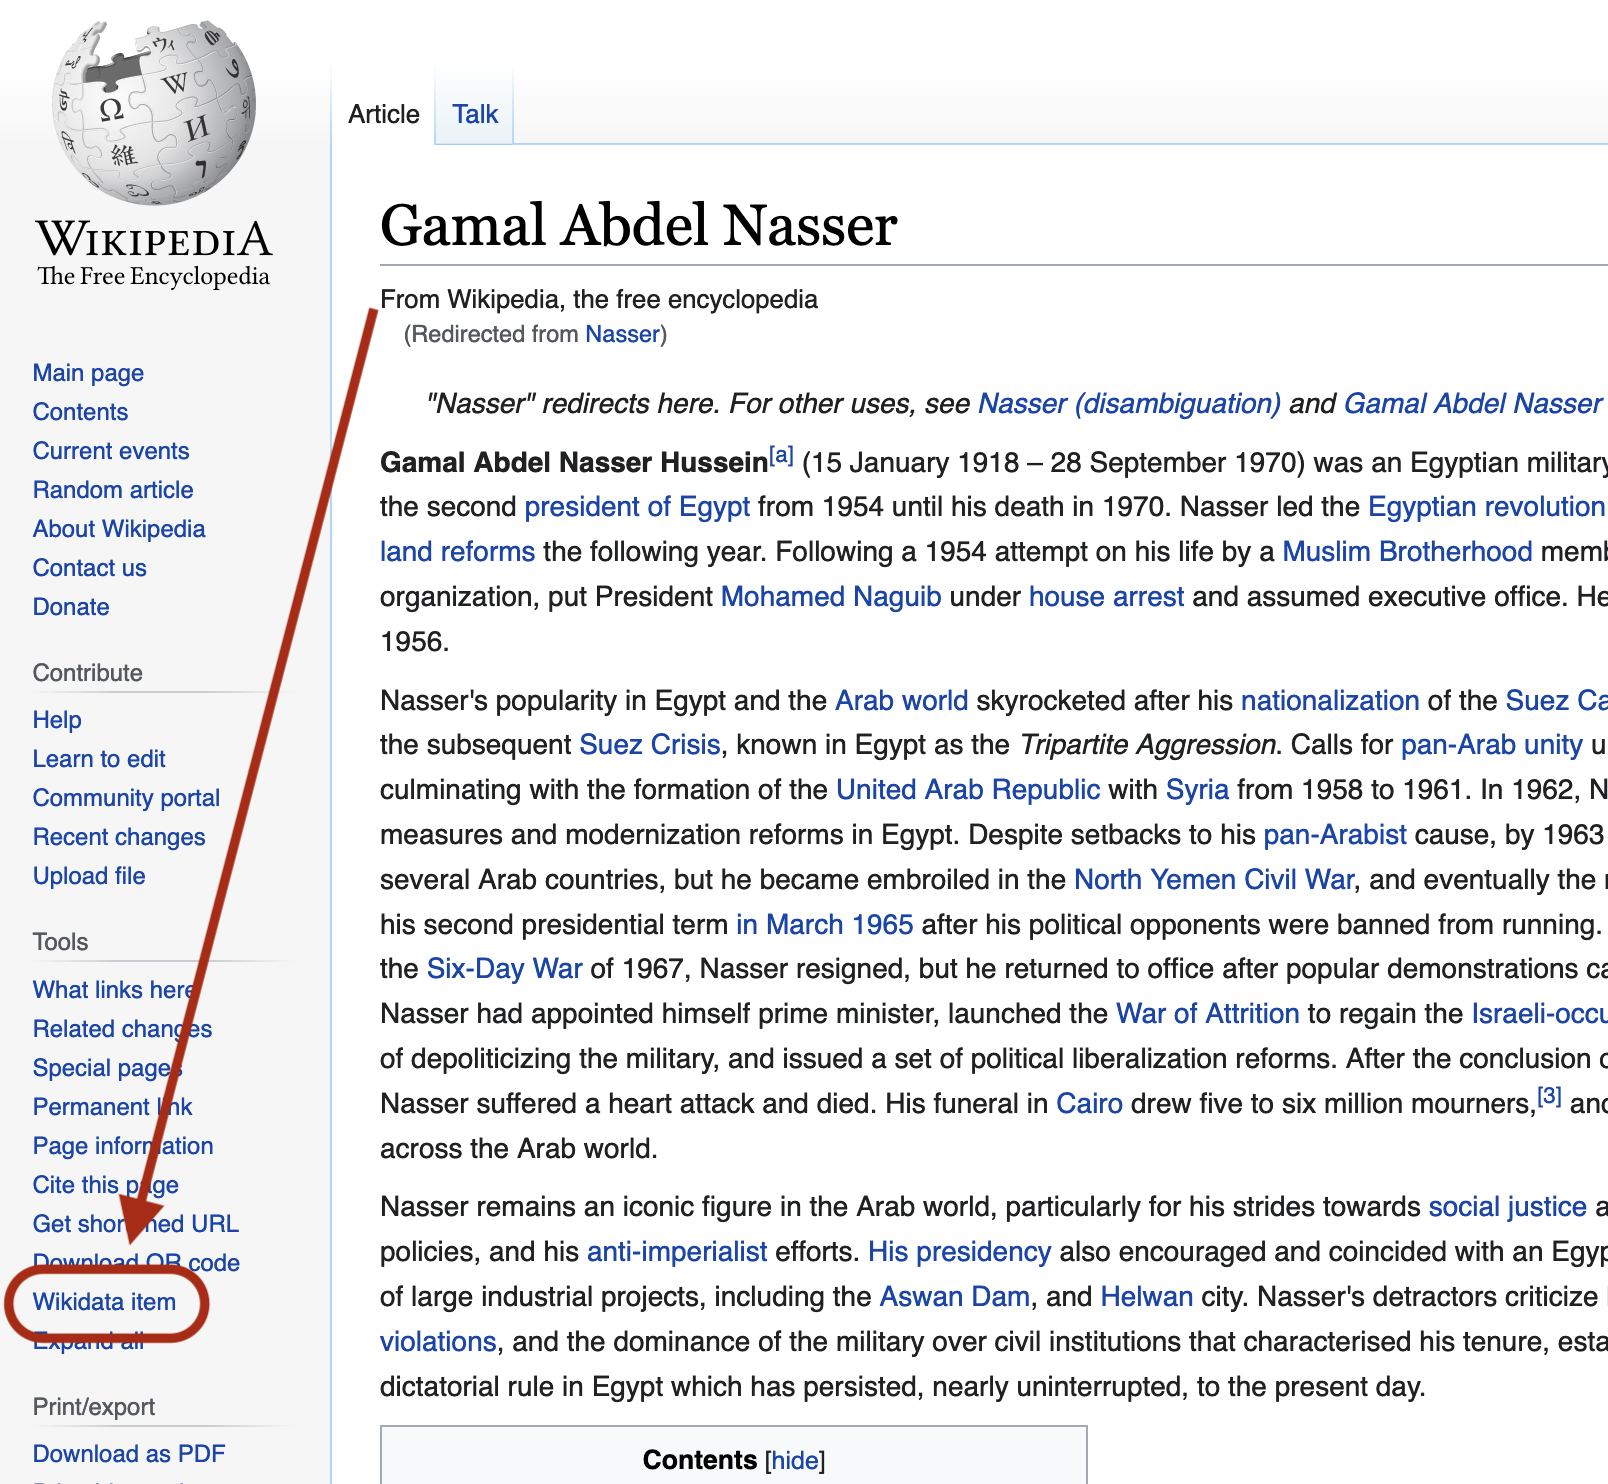 WIKIPEDIA
The Free Encyclopedia
Main page
Contents
Current events
Random article
About Wikipedia
Contact us
Donate
Contribute
Help
Learn to edit
Community portal
Recent changes
Upload file
Tools
What links here
Related changes
Special pages
Permanent link
Page information
Cite this page
Get shortened URL
Download QR code
Wikidata item
Expand all
Print/export
Download as PDF
Article
Talk
Gamal Abdel Nasser
From Wikipedia, the free encyclopedia
(Redirected from Nasser)
"Nasser" redirects here. For other uses, see Nasser (disambiguation) and Gamal Abdel Nasser
Gamal Abdel Nasser Hussein[a] (15 January 1918 – 28 September 1970) was an Egyptian military
the second president of Egypt from 1954 until his death in 1970. Nasser led the Egyptian revolution
land reforms the following year. Following a 1954 attempt on his life by a Muslim Brotherhood memb
organization, put President Mohamed Naguib under house arrest and assumed executive office. He
1956.
Nasser's popularity in Egypt and the Arab world skyrocketed after his nationalization of the Suez Ca
the subsequent Suez Crisis, known in Egypt as the Tripartite Aggression. Calls for pan-Arab unity u
culminating with the formation of the United Arab Republic with Syria from 1958 to 1961. In 1962, N
measures and modernization reforms in Egypt. Despite setbacks to his pan-Arabist cause, by 1963
several Arab countries, but he became embroiled in the North Yemen Civil War, and eventually the
his second presidential term in March 1965 after his political opponents were banned from running.
the Six-Day War of 1967, Nasser resigned, but he returned to office after popular demonstrations ca
Nasser had appointed himself prime minister, launched the War of Attrition to regain the Israeli-occu
of depoliticizing the military, and issued a set of political liberalization reforms. After the conclusion
Nasser suffered a heart attack and died. His funeral in Cairo drew five to six million mourners,[3] and
across the Arab world.
Nasser remains an iconic figure in the Arab world, particularly for his strides towards social justice a
policies, and his anti-imperialist efforts. His presidency also encouraged and coincided with an Egyp
of large industrial projects, including the Aswan Dam, and Helwan city. Nasser's detractors criticize
violations, and the dominance of the military over civil institutions that characterised his tenure, esta
dictatorial rule in Egypt which has persisted, nearly uninterrupted, to the present day.
Contents [hide]